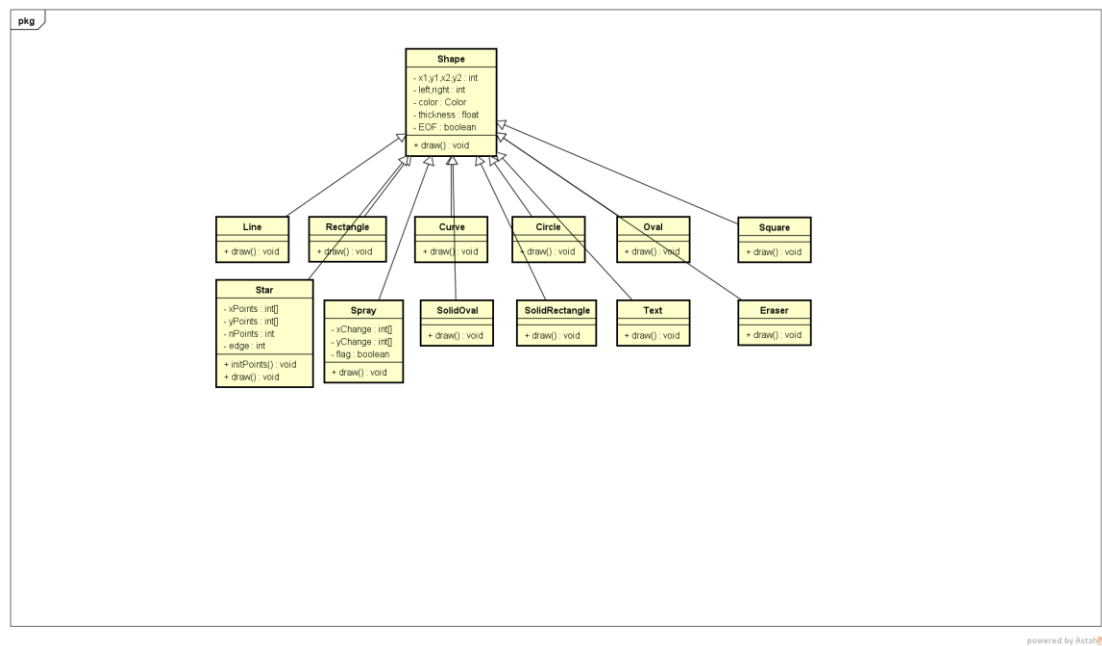 pkg
Shape
- x1,y1,x2,y2 : int
- left,right : int
- color : Color
- thickness : float
- EOF : boolean
+ draw() : void
Line
+ draw() : void
Rectangle
+ draw() : void
Curve
+ draw() : void
Circle
+ draw() : void
Oval
+ draw() : void
Square
+ draw() : void
Star
- xPoints : int[]
- yPoints : int[]
- nPoints : int
- edge : int
+ initPoints() : void
+ draw() : void
Spray
- xChange : int[]
- yChange : int[]
- flag : boolean
+ draw() : void
SolidOval
+ draw() : void
SolidRectangle
+ draw() : void
Text
+ draw() : void
Eraser
+ draw() : void
powered by Astah